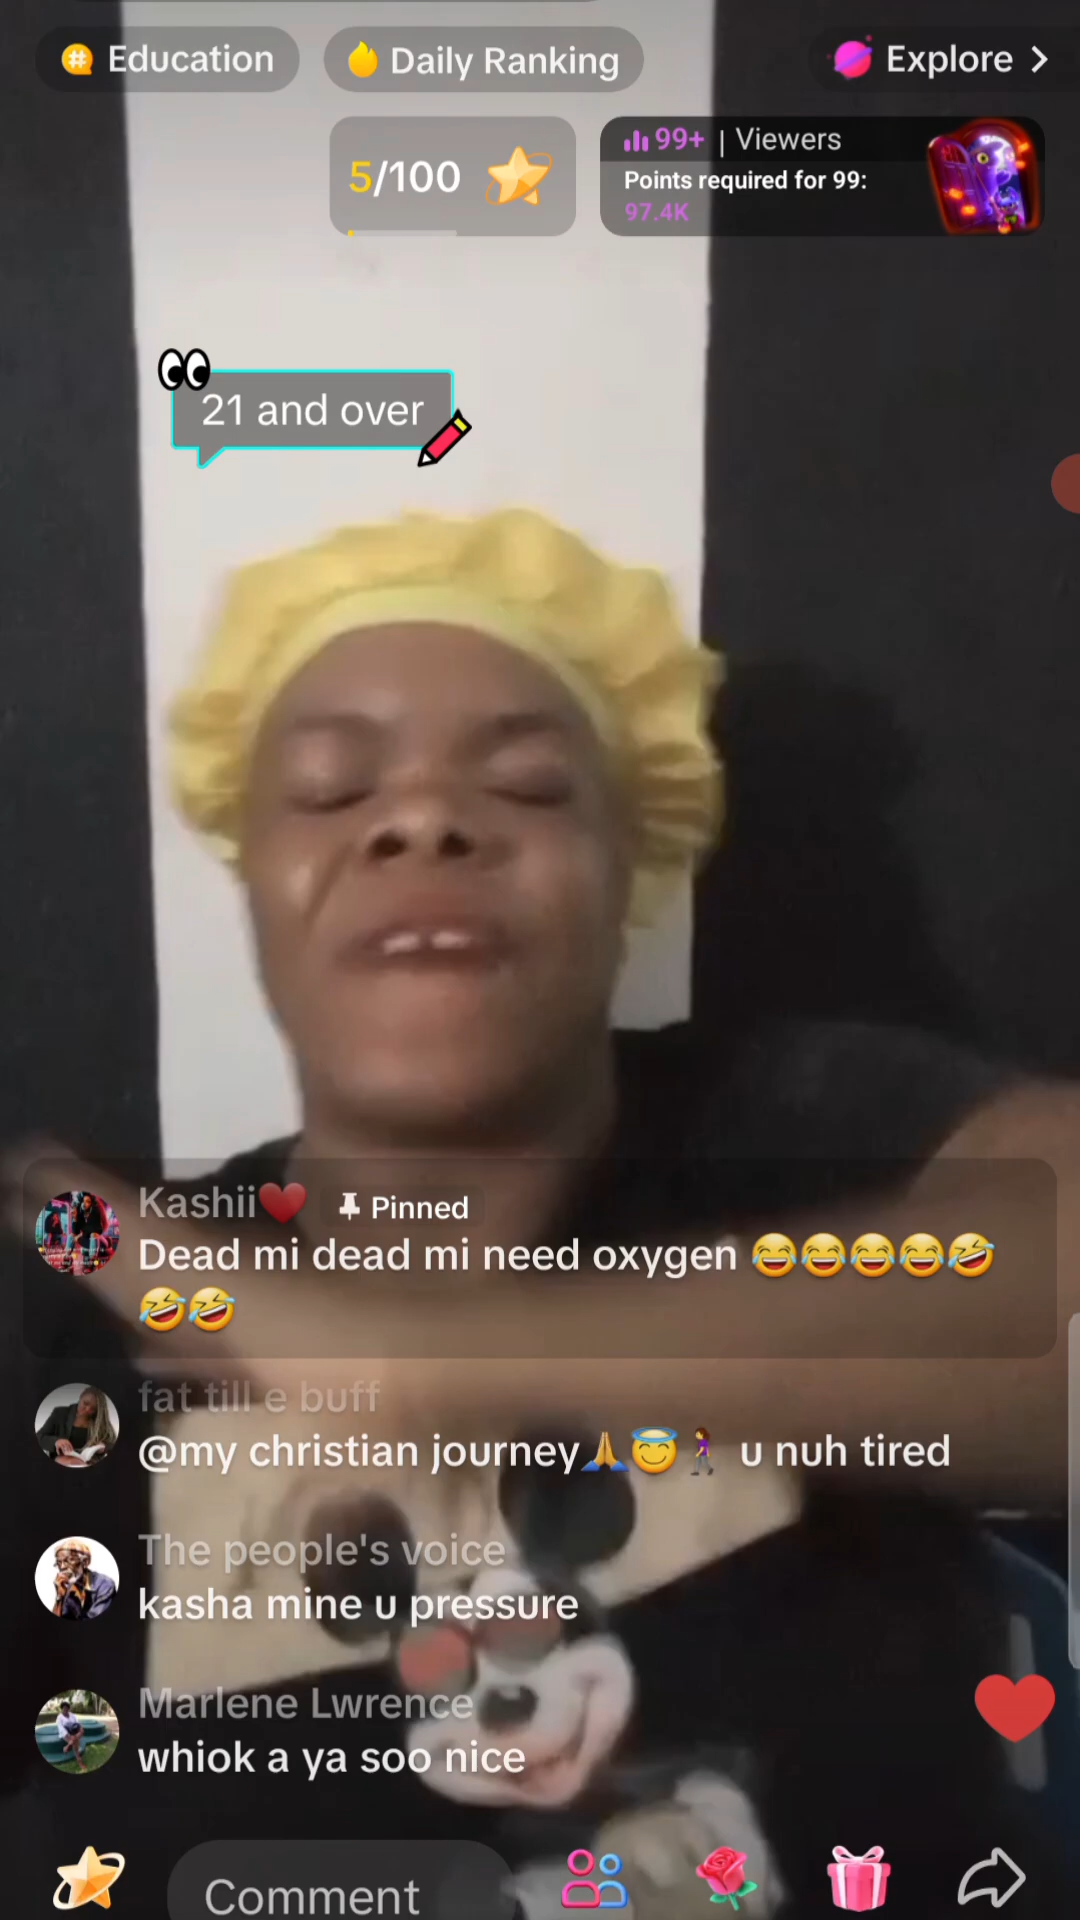 Education
Daily Ranking
Explore >
5/100
99+ | Viewers
Points required for 99:
97.4K
👀
21 and over
Kashii❤️ Pinned
Dead mi dead mi need oxygen 😂😂😂😂🤣
🤣🤣
fat till e buff
@my christian journey🙏😇🚶‍♀️ u nuh tired
The people's voice
kasha mine u pressure
Marlene Lwrence
whiok a ya soo nice
Comment